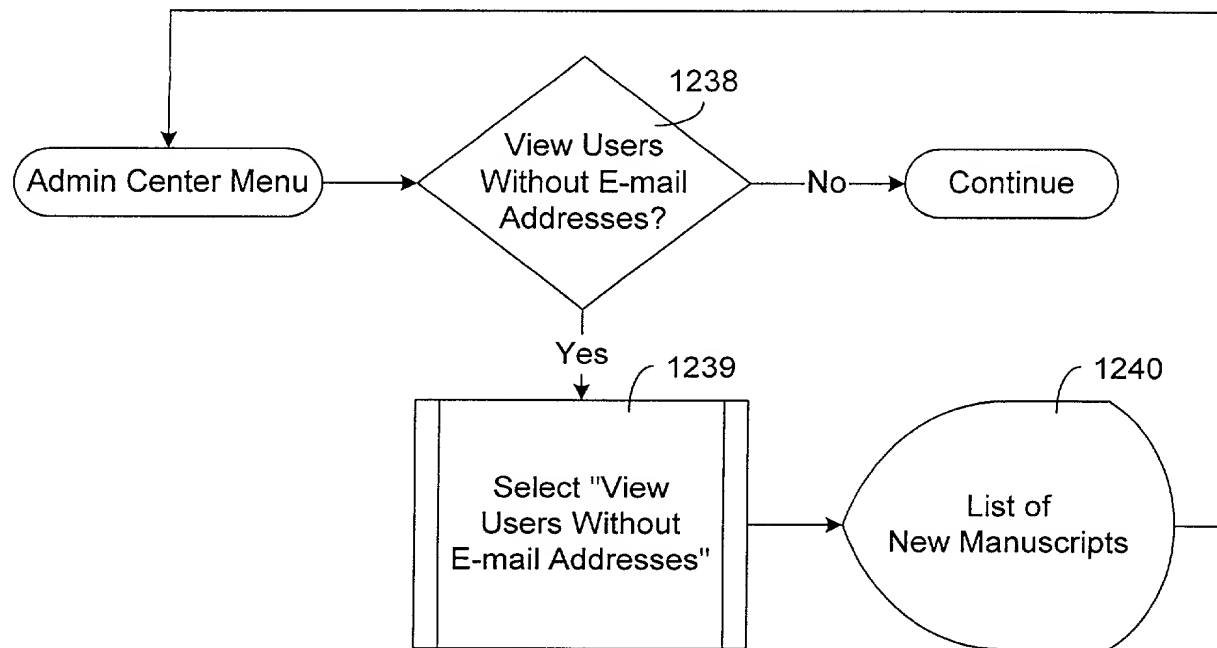 1238
View Users
Without E-mail
Addresses?
Admin Center Menu
No
Continue
Yes
1239
1240
Select "View
Users Without
E-mail Addresses"
List of
New Manuscripts